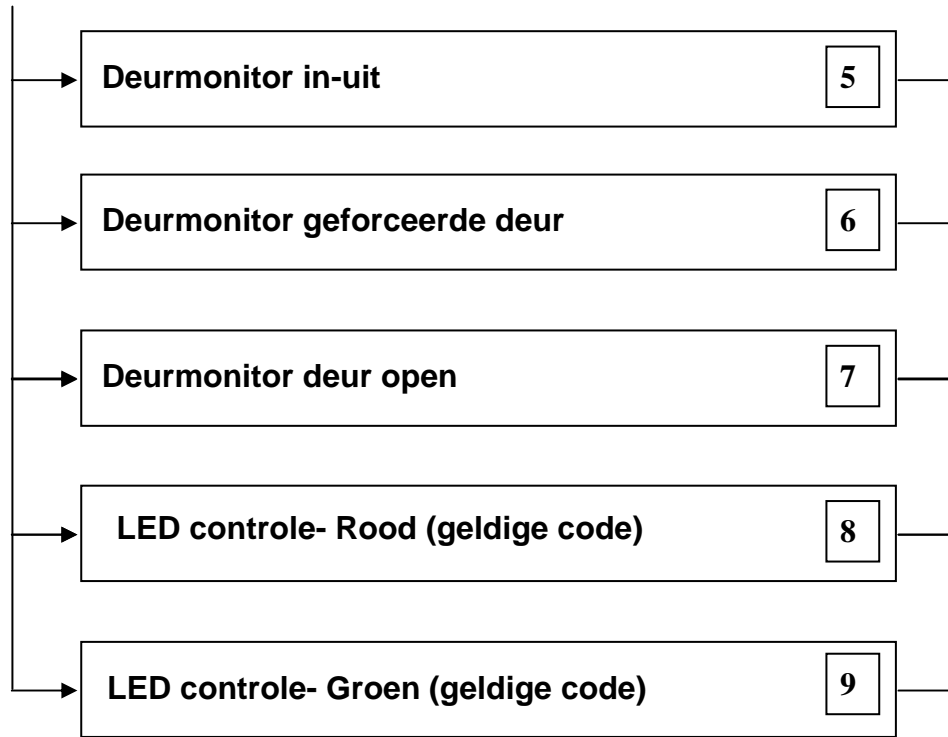 Deurmonitor in-uit 5
Deurmonitor geforceerde deur 6
Deurmonitor deur open 7
LED controle- Rood (geldige code) 8
LED controle- Groen (geldige code) 9